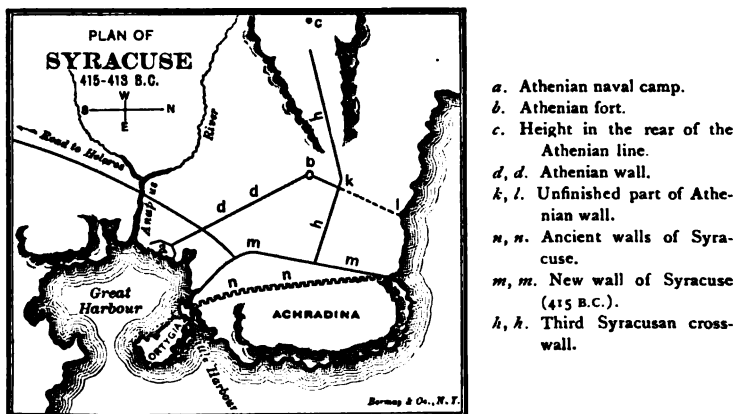 PLAN OF
SYRACUSE
415-413 B.C.
W
S
N
E
Road to Helorus
River
Anapus
c
h
b
k
l
d
d
h
a
m
m
n
n
Great
Harbour
ACHRADINA
ORTYGIA
Harbour
Bormay & Co., N.Y.
a. Athenian naval camp.
b. Athenian fort.
c. Height in the rear of the
Athenian line.
d, d. Athenian wall.
k, l. Unfinished part of Athe-
nian wall.
n, n. Ancient walls of Syra-
cuse.
m, m. New wall of Syracuse
(415 B.C.).
h, h. Third Syracusan cross-
wall.